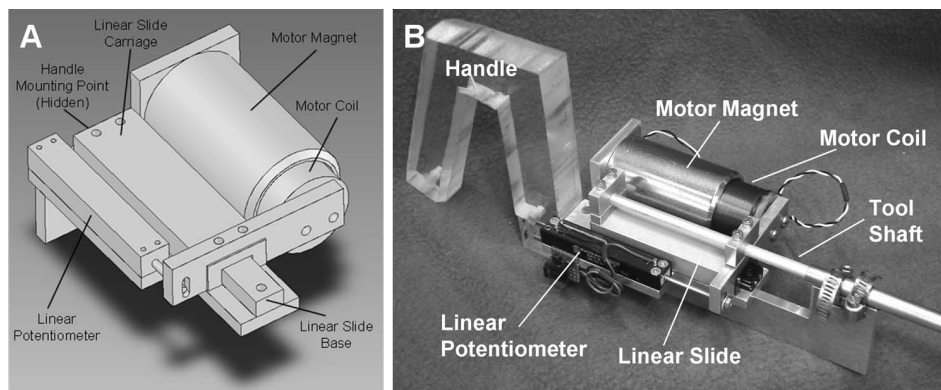 A
Linear Slide
Carriage
Motor Magnet
Handle
Mounting Point
(Hidden)
Motor Coil
Linear
Potentiometer
Linear Slide
Base
B
Handle
Motor Magnet
Motor Coil
Tool
Shaft
Linear
Potentiometer
Linear Slide